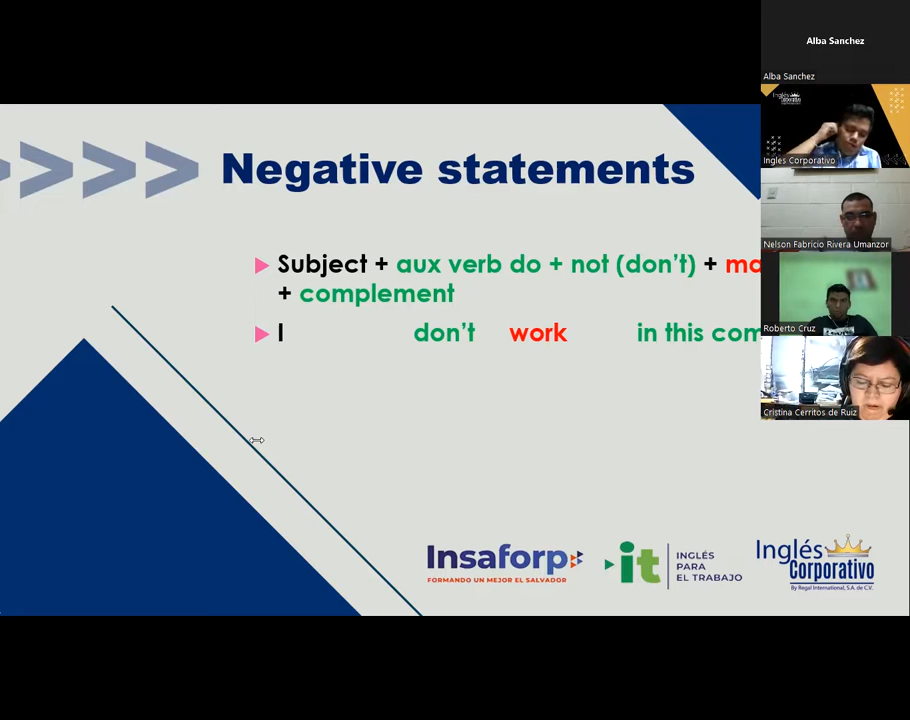 Negative statements
Subject + aux verb do + not (don't) +
+ complement
I don't work in this
Insaforp
FORMANDO UN MEJOR EL SALVADOR
it
INGLÉS
PARA
EL TRABAJO
Inglés
Corporativo
By Regal International, S.A. de C.V.
Alba Sanchez
Alba Sanchez
Inglés
Corporativo
Ingles Corporativo
Nelson Fabricio Rivera Umanzor
Roberto Cruz
Cristina Cerritos de Ruiz